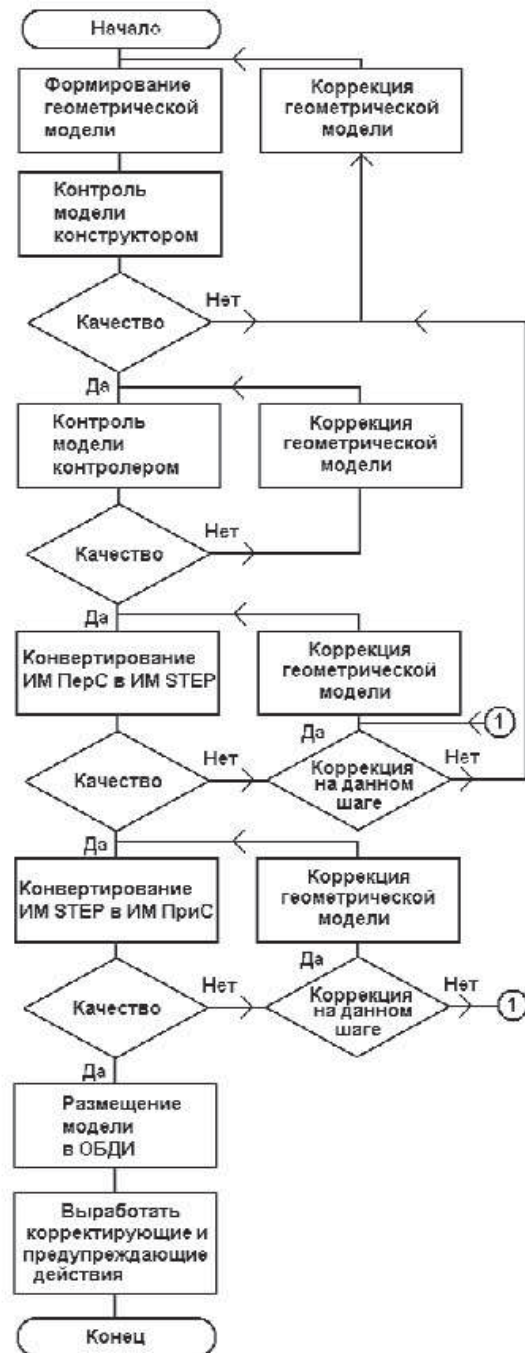 Начало
Формирование
геометрической
модели
Коррекция
геометрической
модели
Контроль
модели
конструктором
Качество
Нет
Да
Контроль
модели
контролером
Коррекция
геометрической
модели
Качество
Нет
Да
Конвертирование
ИМ ПерС в ИМ STEP
Коррекция
геометрической
модели
1
Да
Качество
Нет
Коррекция
на данном
шаге
Нет
Да
Конвертирование
ИМ STEP в ИМ ПриС
Коррекция
геометрической
модели
Да
Качество
Нет
Коррекция
на данном
шаге
Нет
1
Да
Размещение
модели
в ОБДИ
Выработать
корректирующие и
предупреждающие
действия
Конец